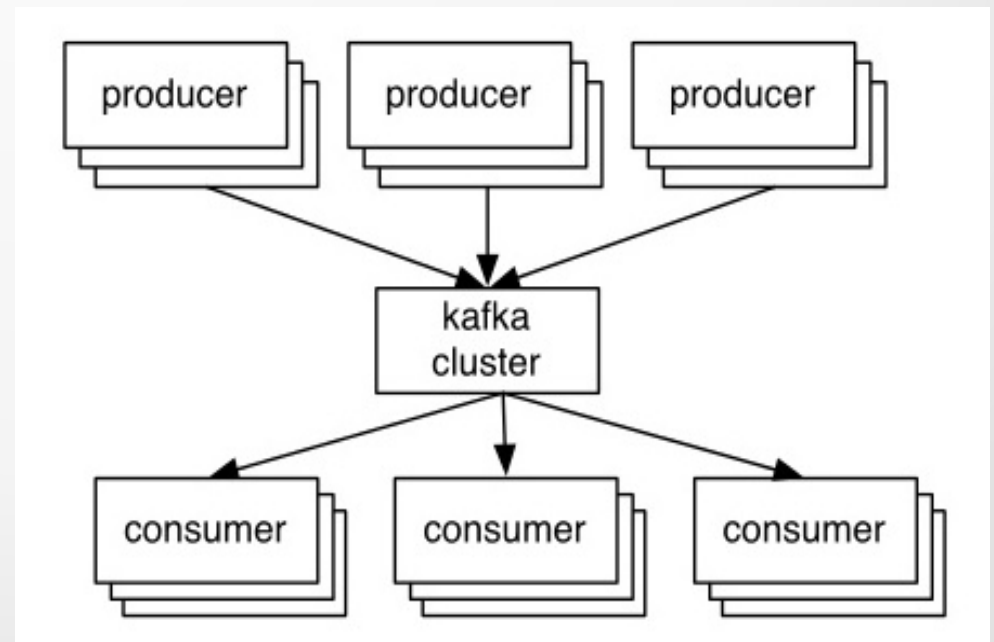 producer
producer
producer
kafka
cluster
consumer
consumer
consumer